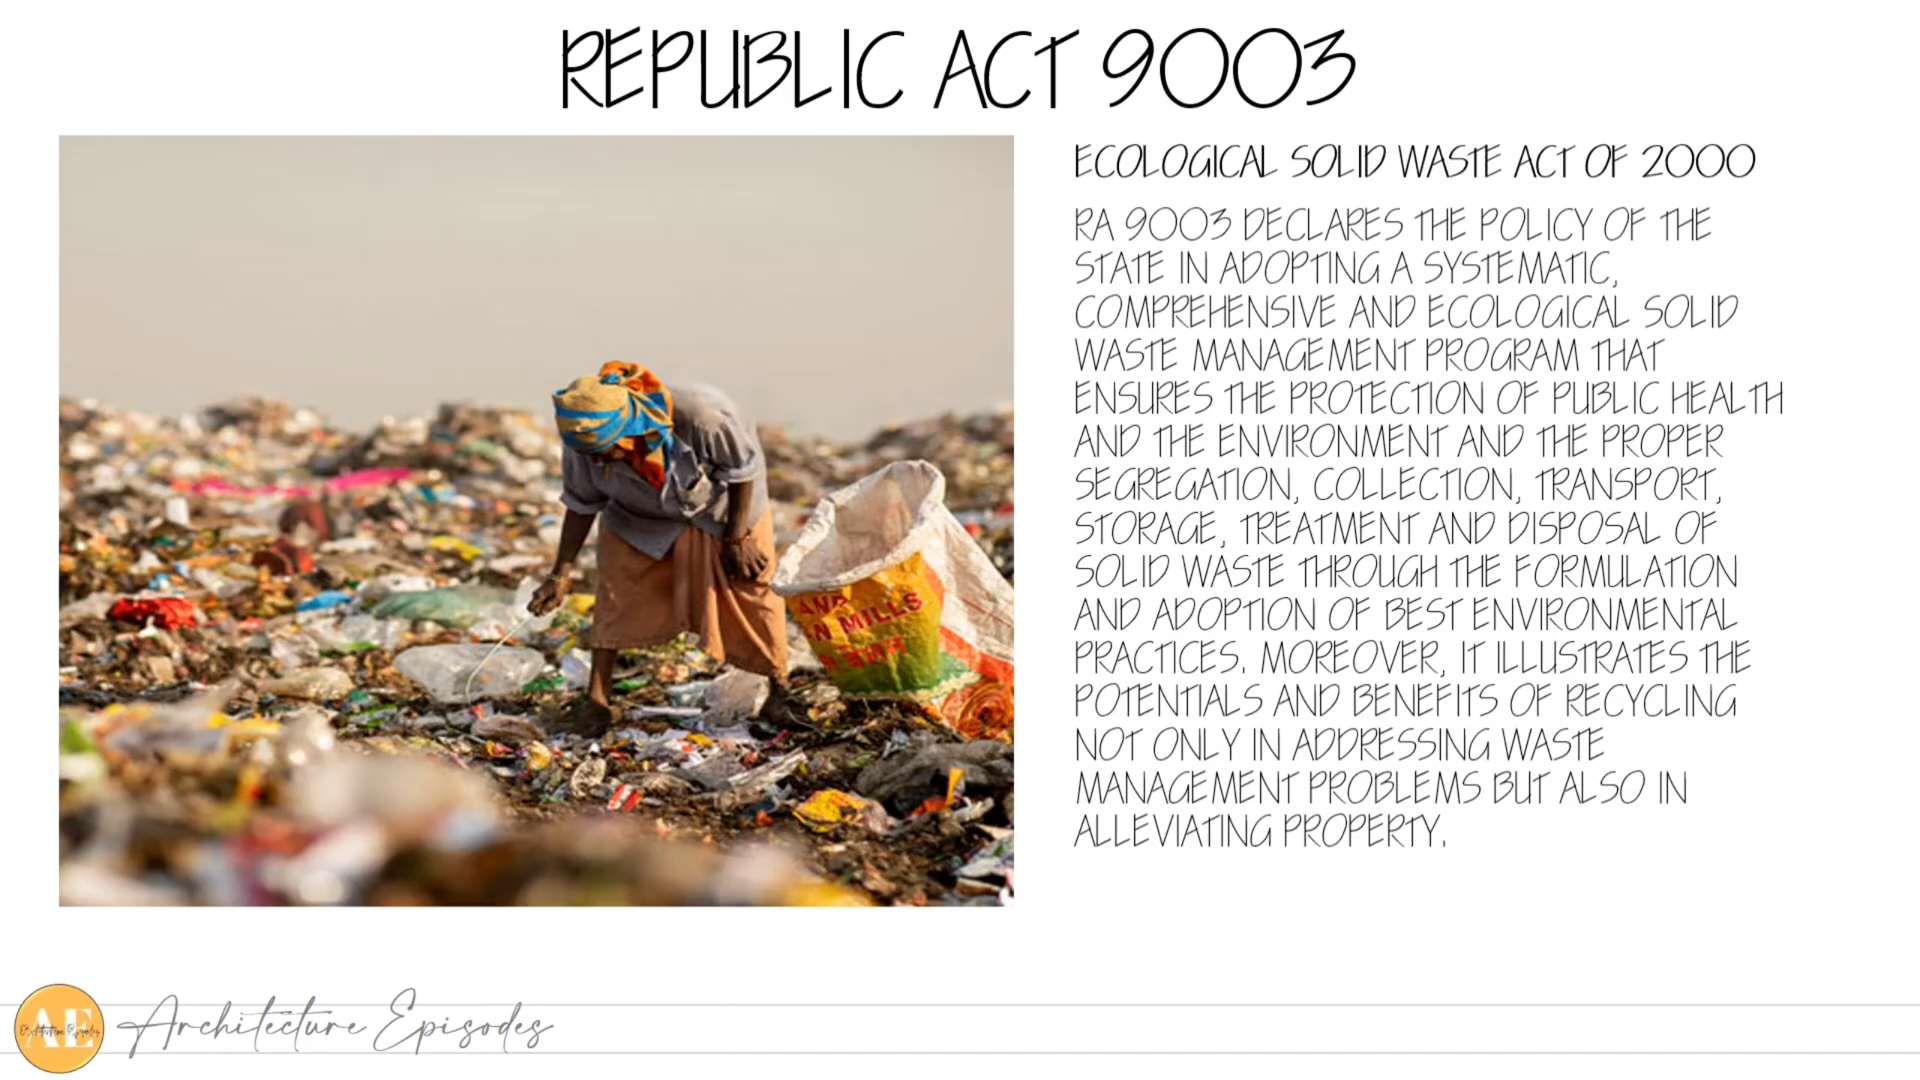 REPUBLIC ACT 9003
ECOLOGICAL SOLID WASTE ACT OF 2000
RA 9003 DECLARES THE POLICY OF THE
STATE IN ADOPTING A SYSTEMATIC,
COMPREHENSIVE AND ECOLOGICAL SOLID
WASTE MANAGEMENT PROGRAM THAT
ENSURES THE PROTECTION OF PUBLIC HEALTH
AND THE ENVIRONMENT AND THE PROPER
SEGREGATION, COLLECTION, TRANSPORT,
STORAGE, TREATMENT AND DISPOSAL OF
SOLID WASTE THROUGH THE FORMULATION
AND ADOPTION OF BEST ENVIRONMENTAL
PRACTICES. MOREOVER, IT ILLUSTRATES THE
POTENTIALS AND BENEFITS OF RECYCLING
NOT ONLY IN ADDRESSING WASTE
MANAGEMENT PROBLEMS BUT ALSO IN
ALLEVIATING PROPERTY.
AND
N MILLS
AE
Architecture Episodes